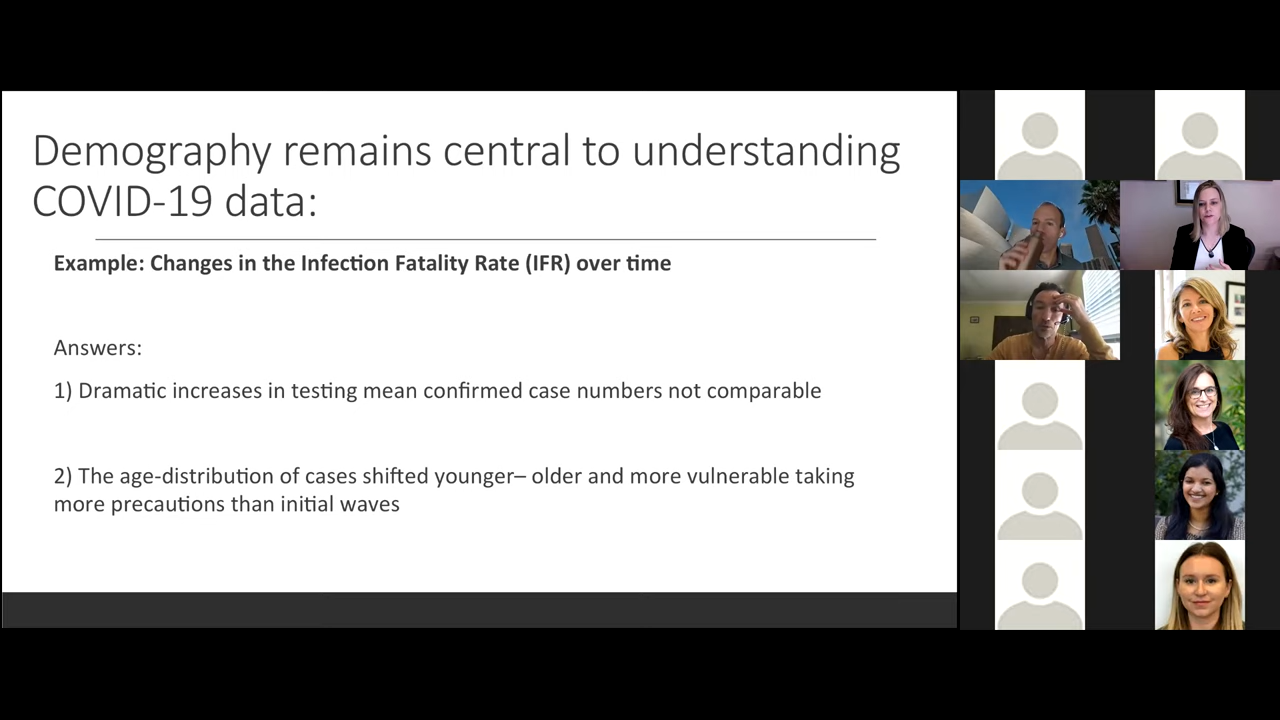 Demography remains central to understanding
COVID-19 data:
Example: Changes in the Infection Fatality Rate (IFR) over time
Answers:
1) Dramatic increases in testing mean confirmed case numbers not comparable
2) The age-distribution of cases shifted younger– older and more vulnerable taking
more precautions than initial waves